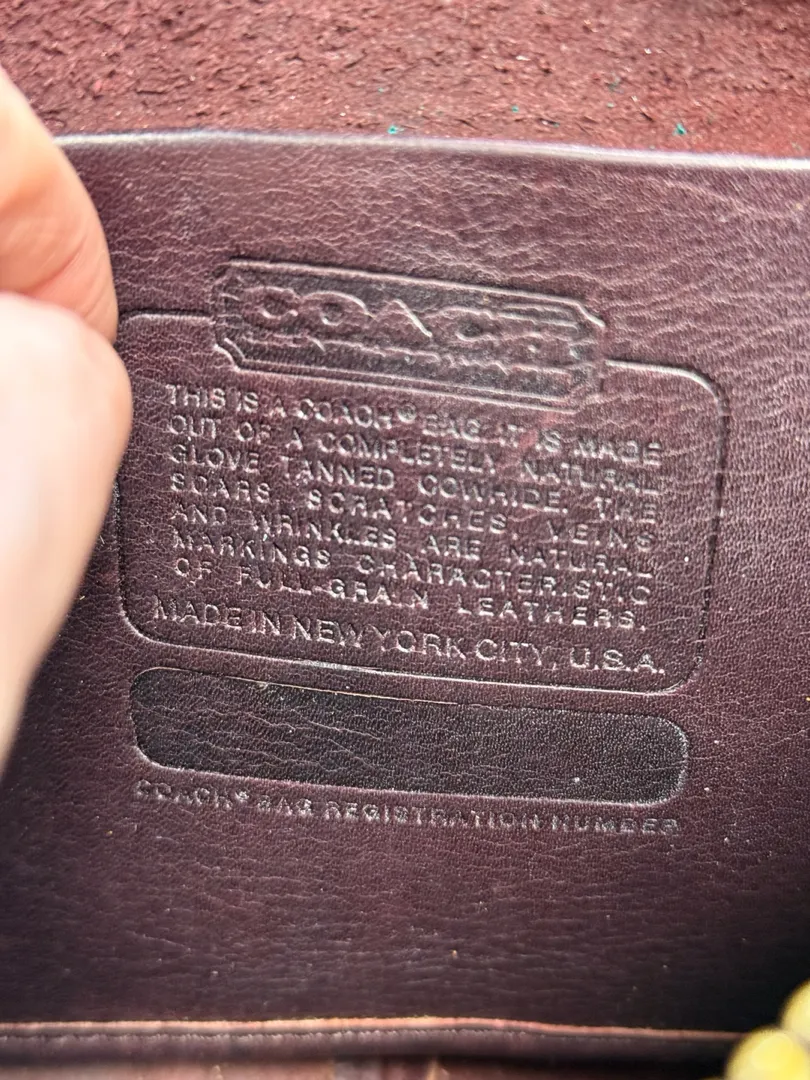 COACH
THIS IS A COACH® BAG. IT IS MADE
OUT OF A COMPLETELY NATURAL
GLOVE TANNED COWHIDE. THE
SCARS, SCRATCHES, VEINS
AND WRINKLES ARE NATURAL
MARKINGS CHARACTERISTIC
OF FULL-GRAIN LEATHERS.
MADE IN NEW YORK CITY, U.S.A.
COACH® BAG REGISTRATION NUMBER